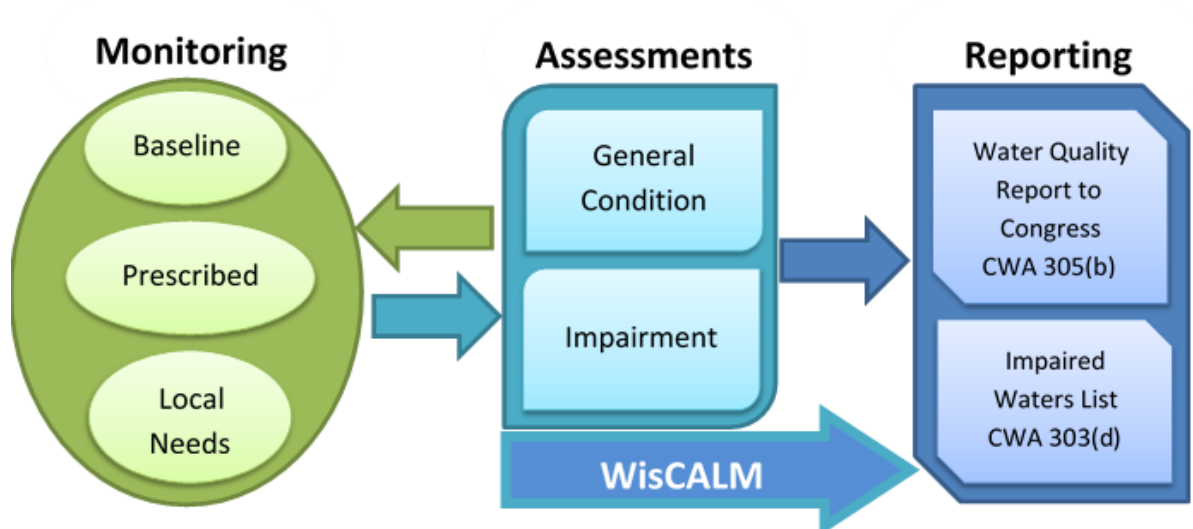 Monitoring
Baseline
Prescribed
Local
Needs
Assessments
General
Condition
Impairment
WisCALM
Reporting
Water Quality
Report to
Congress
CWA 305(b)
Impaired
Waters List
CWA 303(d)